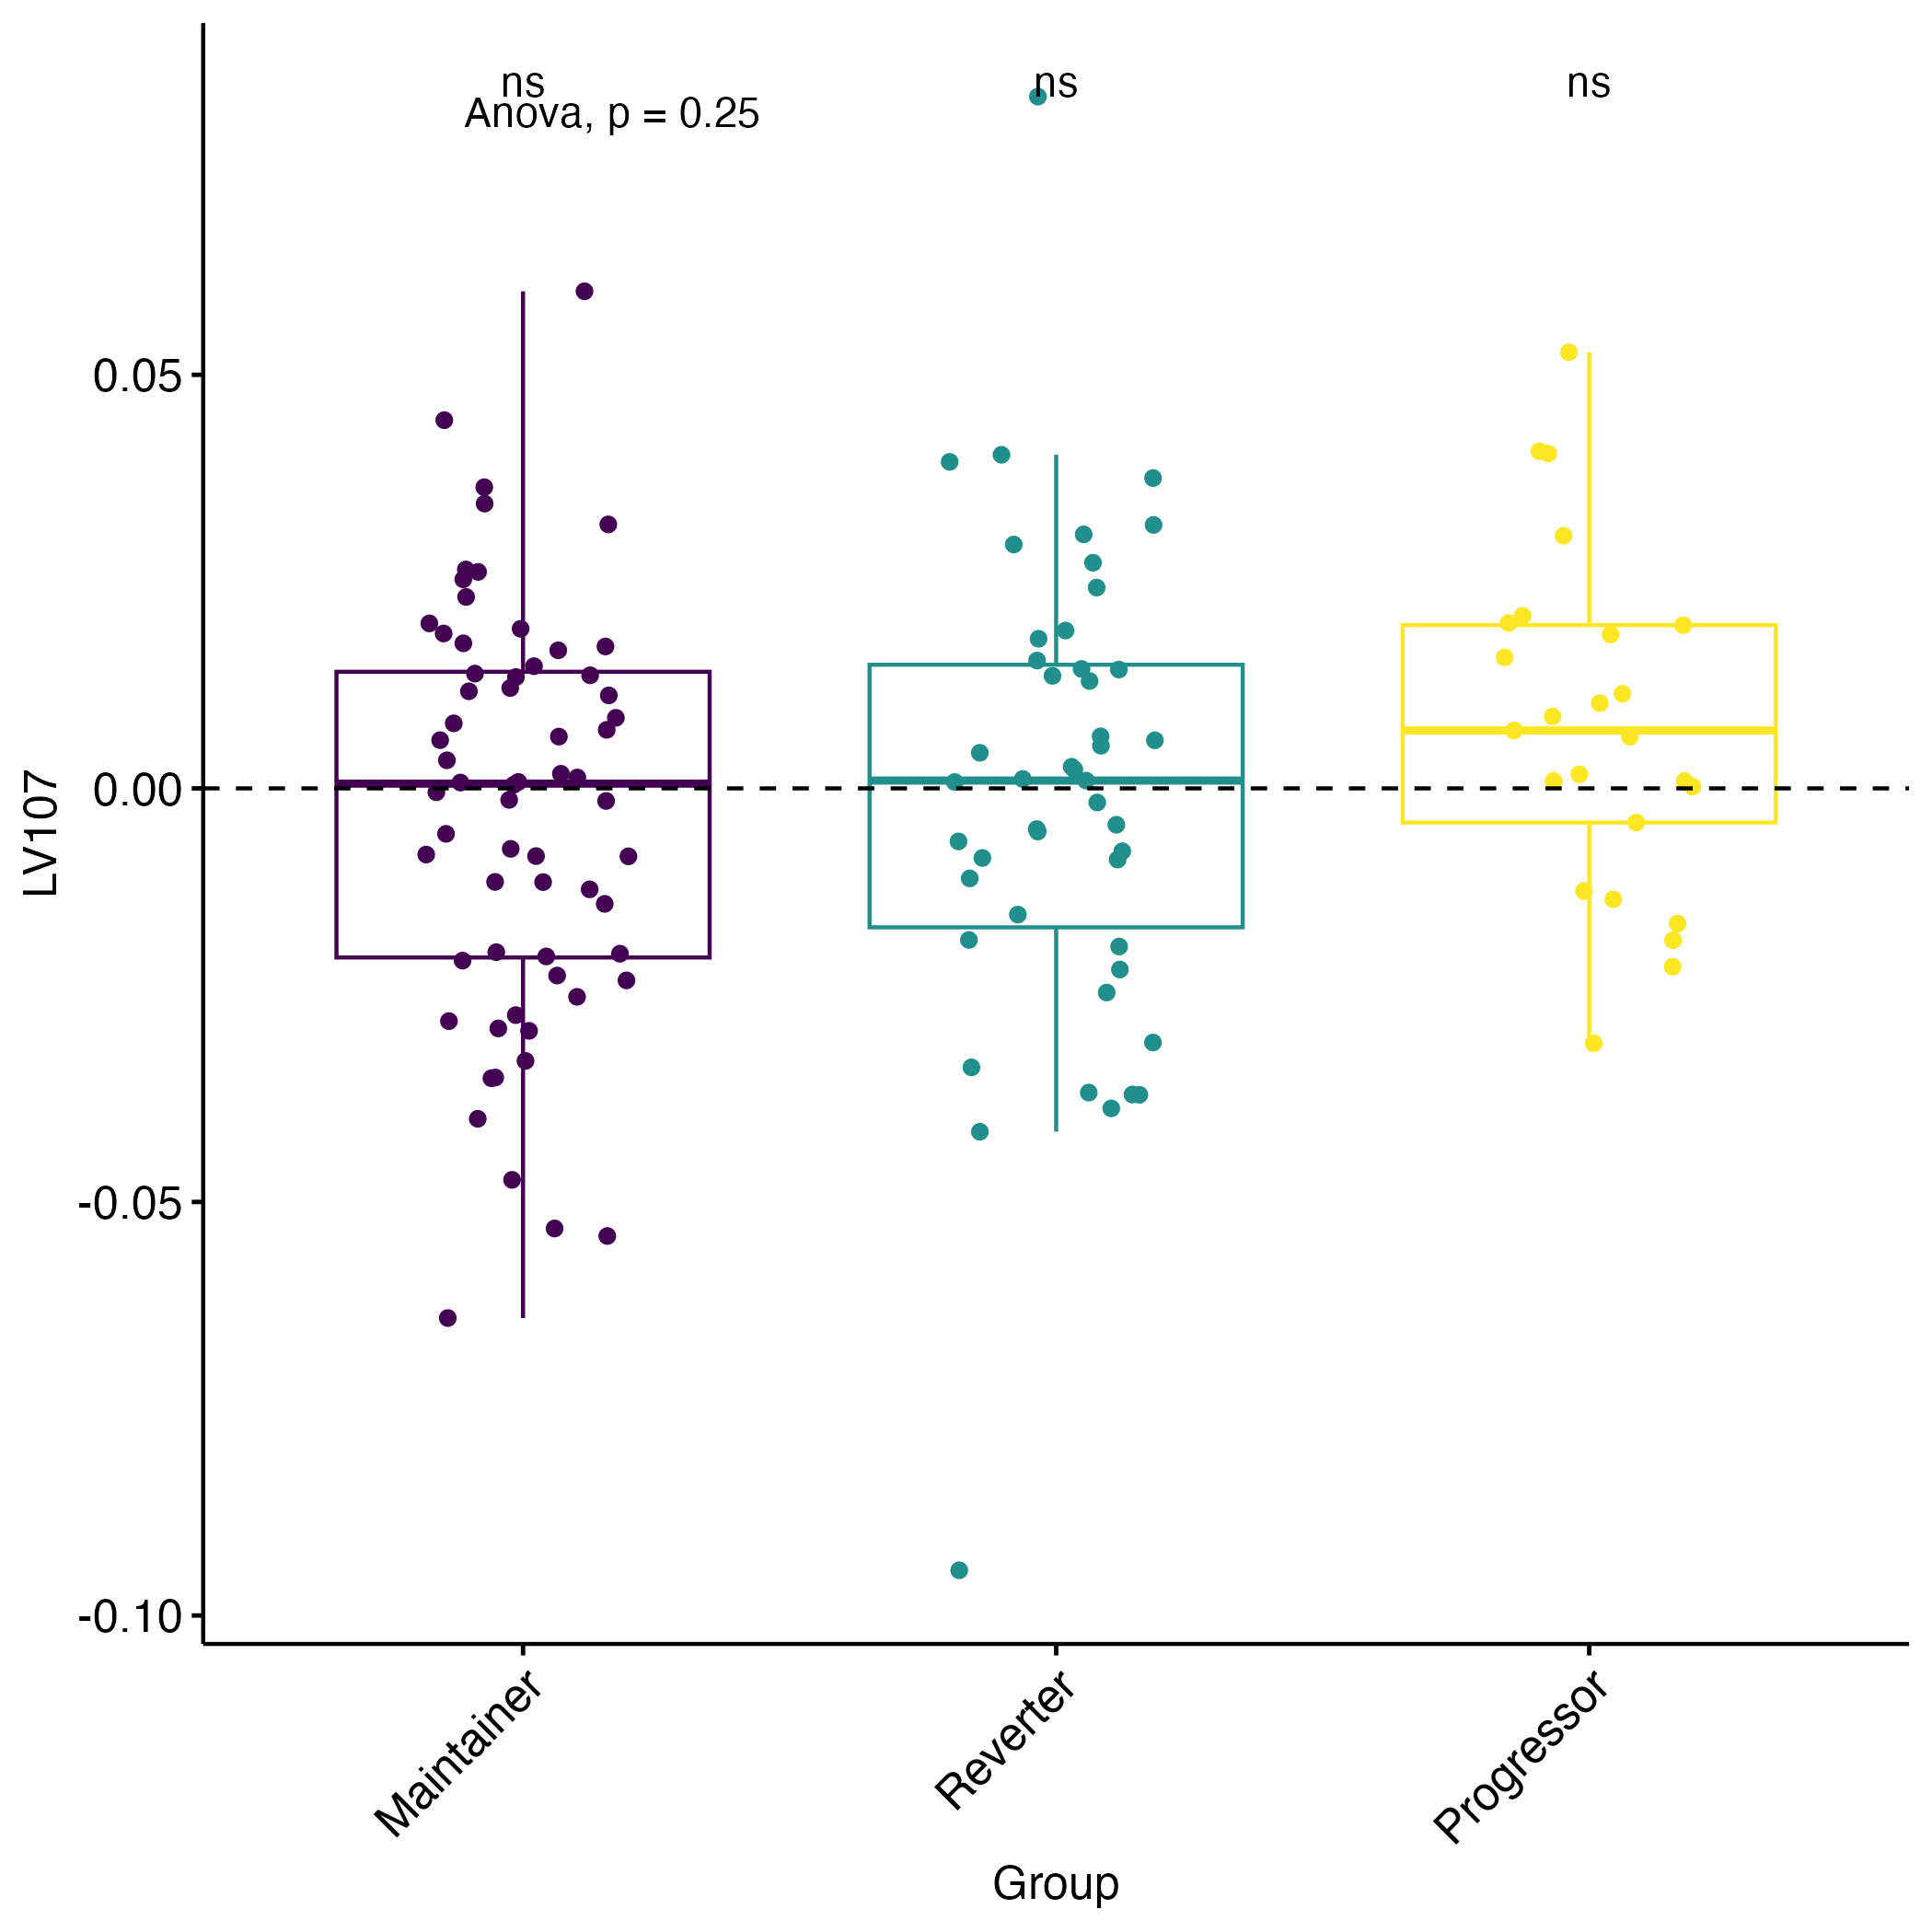 ns
ns
ns
Anova, p = 0.25
0.05
0.00
-0.05
-0.10
LV107
Maintainer
Reverter
Progressor
Group